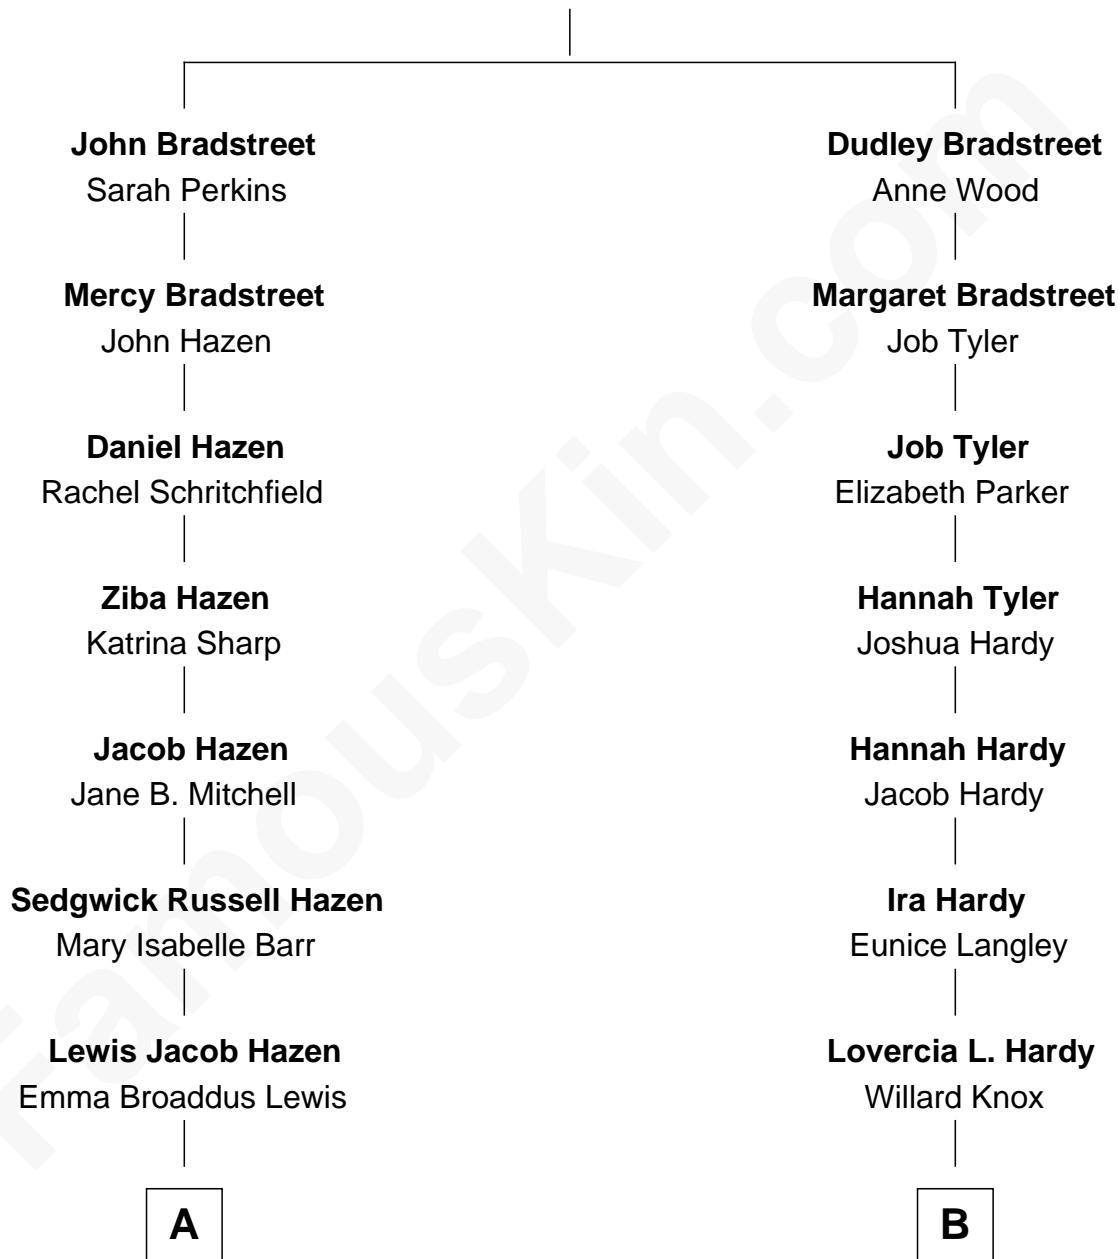 John Bradstreet
Sarah Perkins
Mercy Bradstreet
John Hazen
Daniel Hazen
Rachel Schritchfield
Ziba Hazen
Katrina Sharp
Jacob Hazen
Jane B. Mitchell
Sedgwick Russell Hazen
Mary Isabelle Barr
Lewis Jacob Hazen
Emma Broaddus Lewis
A
Dudley Bradstreet
Anne Wood
Margaret Bradstreet
Job Tyler
Job Tyler
Elizabeth Parker
Hannah Tyler
Joshua Hardy
Hannah Hardy
Jacob Hardy
Ira Hardy
Eunice Langley
Lovercia L. Hardy
Willard Knox
B
FamousKin.com